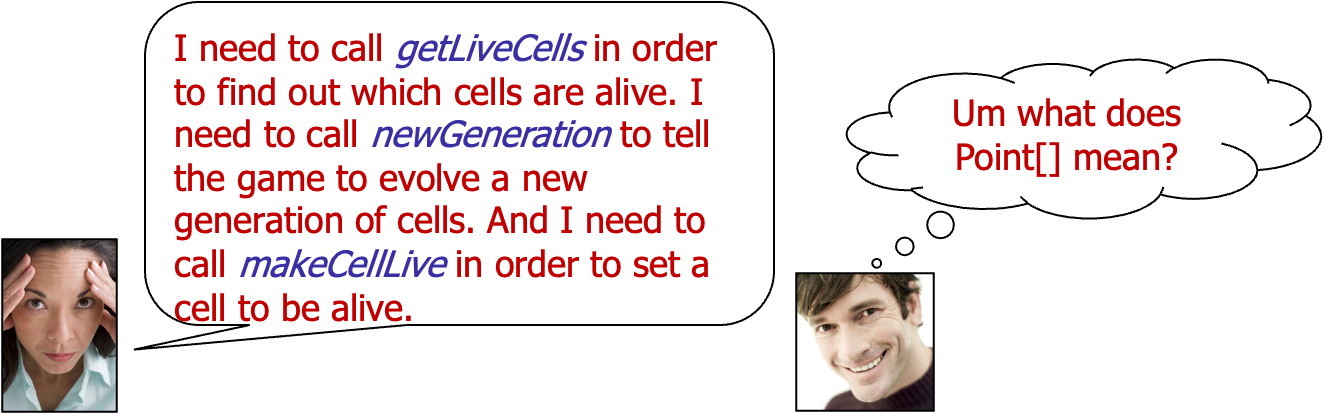 I need to call getLiveCells in order
to find out which cells are alive. I
need to call newGeneration to tell
the game to evolve a new
generation of cells. And I need to
call makeCellLive in order to set a
cell to be alive.
Um what does
Point[] mean?